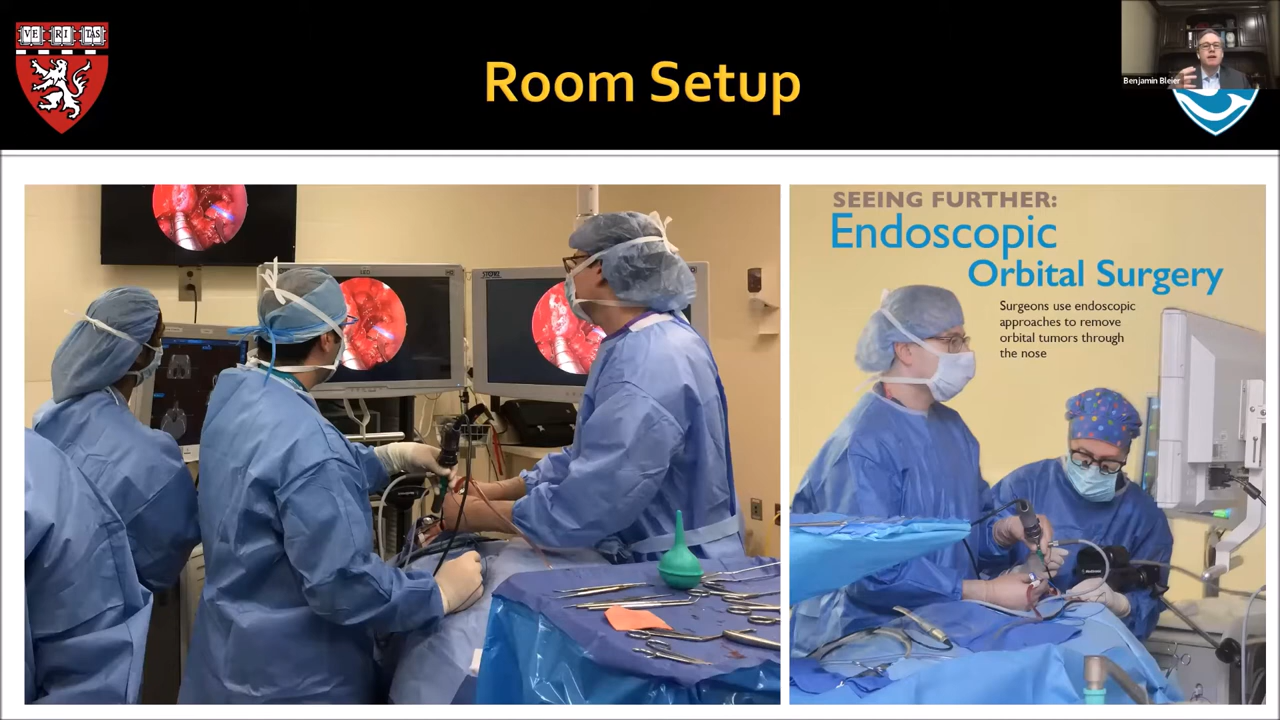 VE RI TAS
Room Setup
Benjamin Bleier
STORZ
SEEING FURTHER:
Endoscopic
Orbital Surgery
Surgeons use endoscopic
approaches to remove
orbital tumors through
the nose